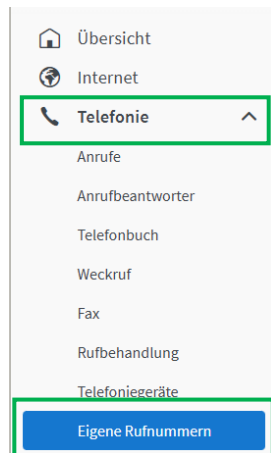 Übersicht
Internet
Telefonie
Anrufe
Anrufbeantworter
Telefonbuch
Weckruf
Fax
Rufbehandlung
Telefoniegeräte
Eigene Rufnummern